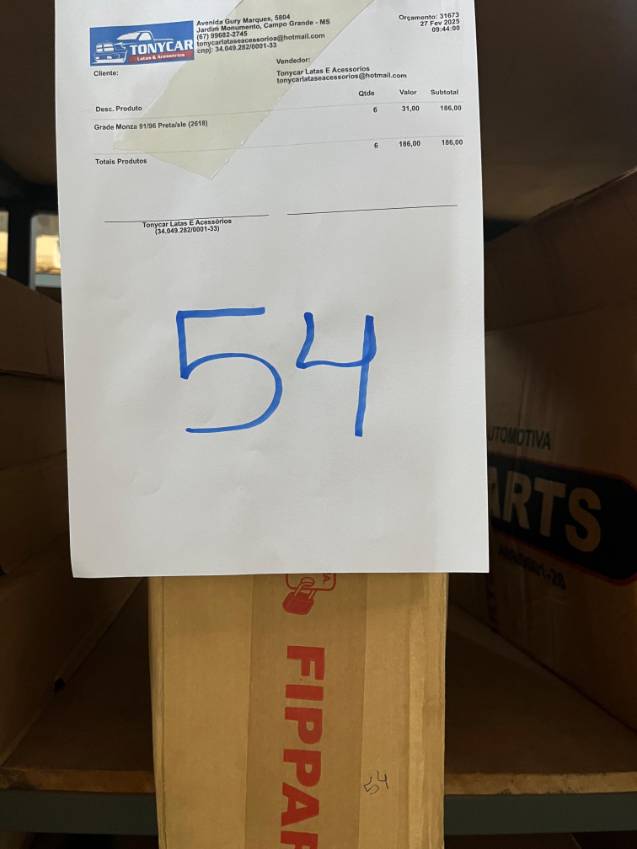 TONYCAR
Latas & Acessórios
Avenida Gury Marques, 5804
Jardim Monumento, Campo Grande - MS
(67) 99682-2745
tonycarlataseacessorios@hotmail.com
cnpj: 34.049.282/0001-33
Orçamento: 31673
27 Fev 2025
09:44:00
Cliente:
Vendedor:
Tonycar Latas E Acessorios
tonycarlataseacessorios@hotmail.com
Qtde Valor Subtotal
Desc. Produto 6 31,00 186,00
Grade Monza 91/96 Preta/sle (2618)
6 186,00 186,00
Totais Produtos
Tonycar Latas E Acessórios
(34.049.282/0001-33)
54
UTOMOTIVA
ARTS
FIPPAR
54